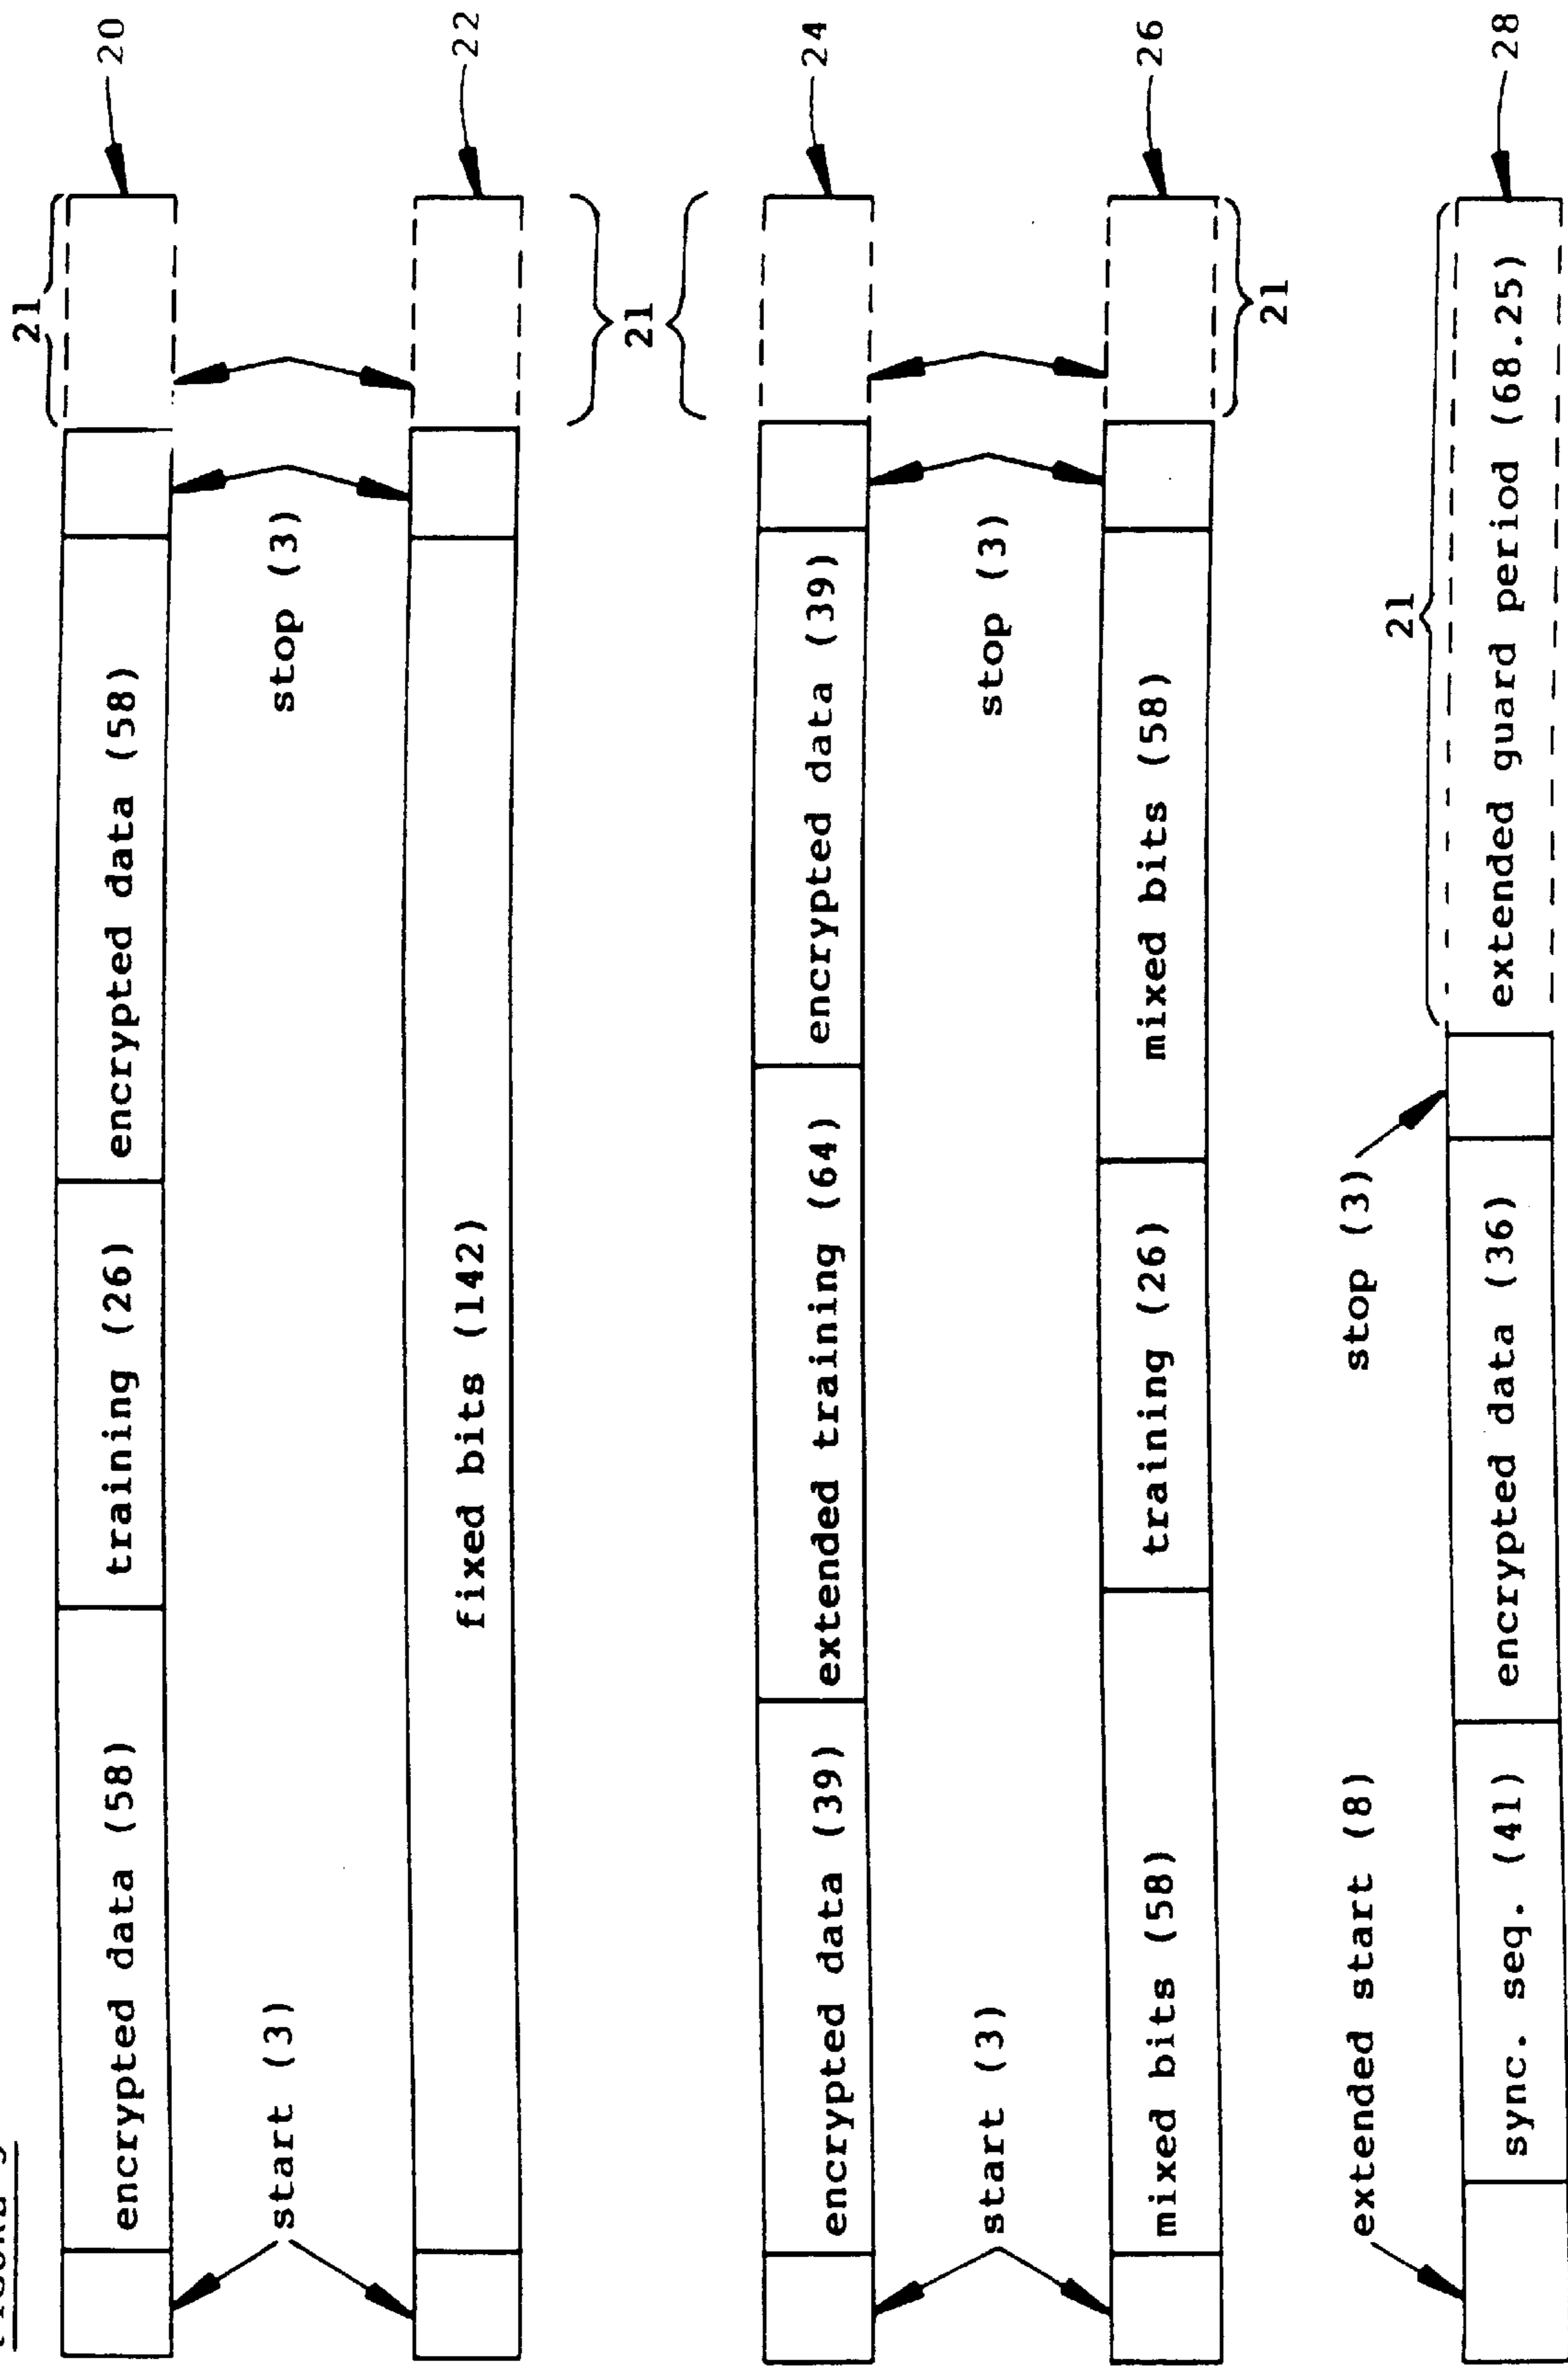 21
encrypted data (58) training (26) encrypted data (58)
20
start (3)
stop (3)
fixed bits (142)
22
21
encrypted data (39) extended training (64) encrypted data (39)
24
start (3)
stop (3)
mixed bits (58) training (26) mixed bits (58)
26
21
extended start (8)
stop (3)
21
sync. seq. (41) encrypted data (36) extended guard period (68.25)
28